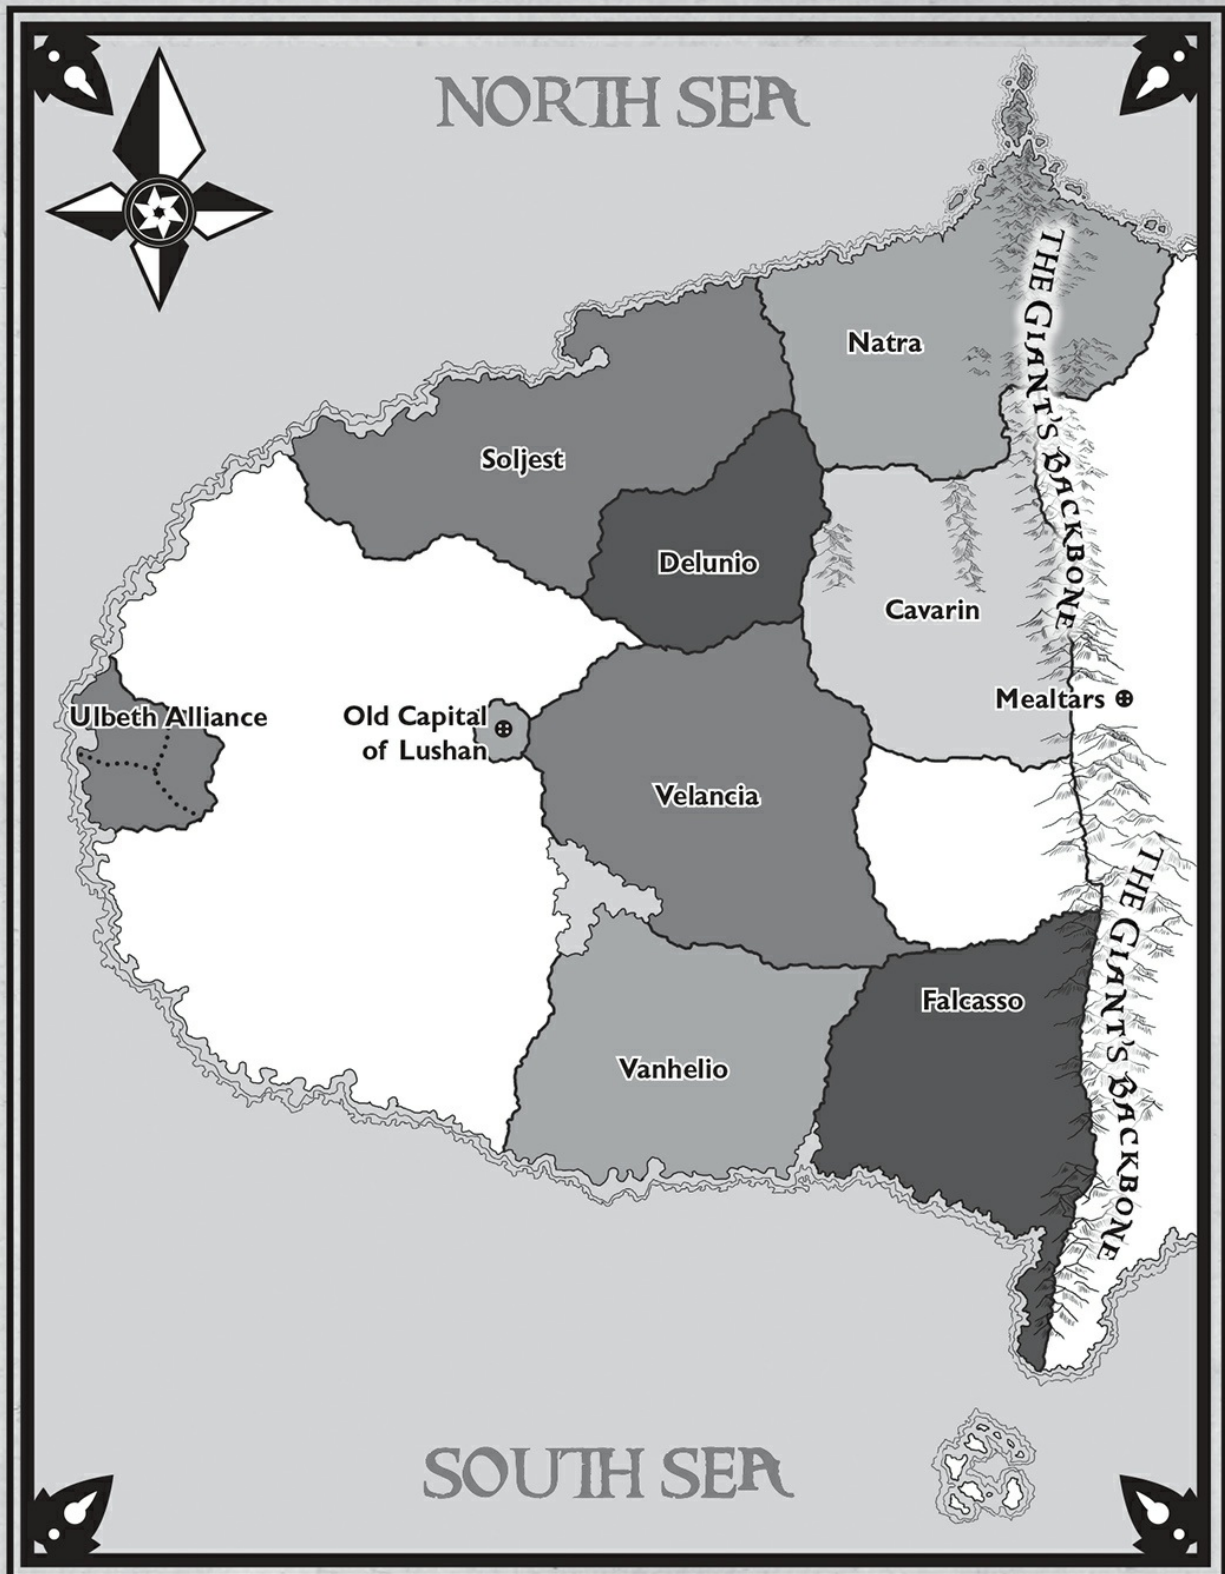 NORTH SEA
THE GIANT'S BACKBONE
Natra
Soljest
Delunio
Cavarin
Mealtars
Ulbeth Alliance
Old Capital
of Lushan
Velancia
THE GIANT'S BACKBONE
Falcasso
Vanhelio
SOUTH SEA